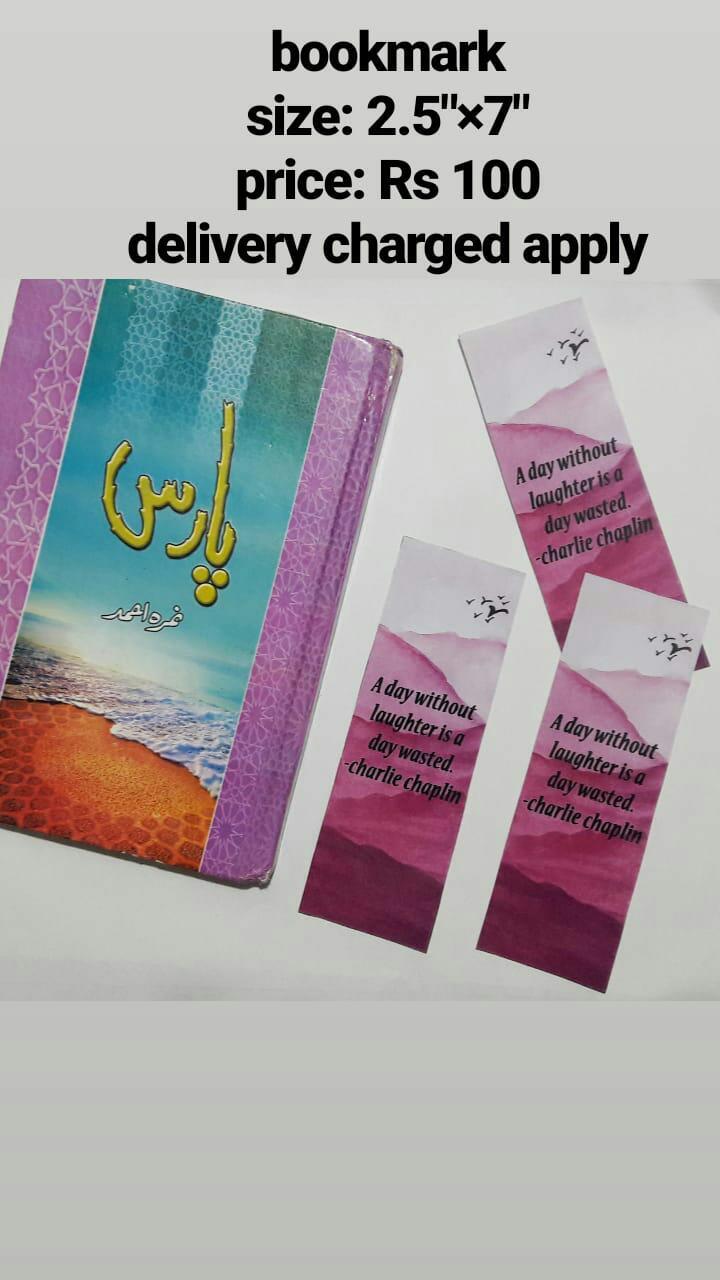 bookmark
size: 2.5"×7"
price: Rs 100
delivery charged apply
پارس
نمرہ احمد
A day without
laughter is a
day wasted.
-charlie chaplin
A day without
laughter is a
day wasted.
-charlie chaplin
A day without
laughter is a
day wasted.
-charlie chaplin